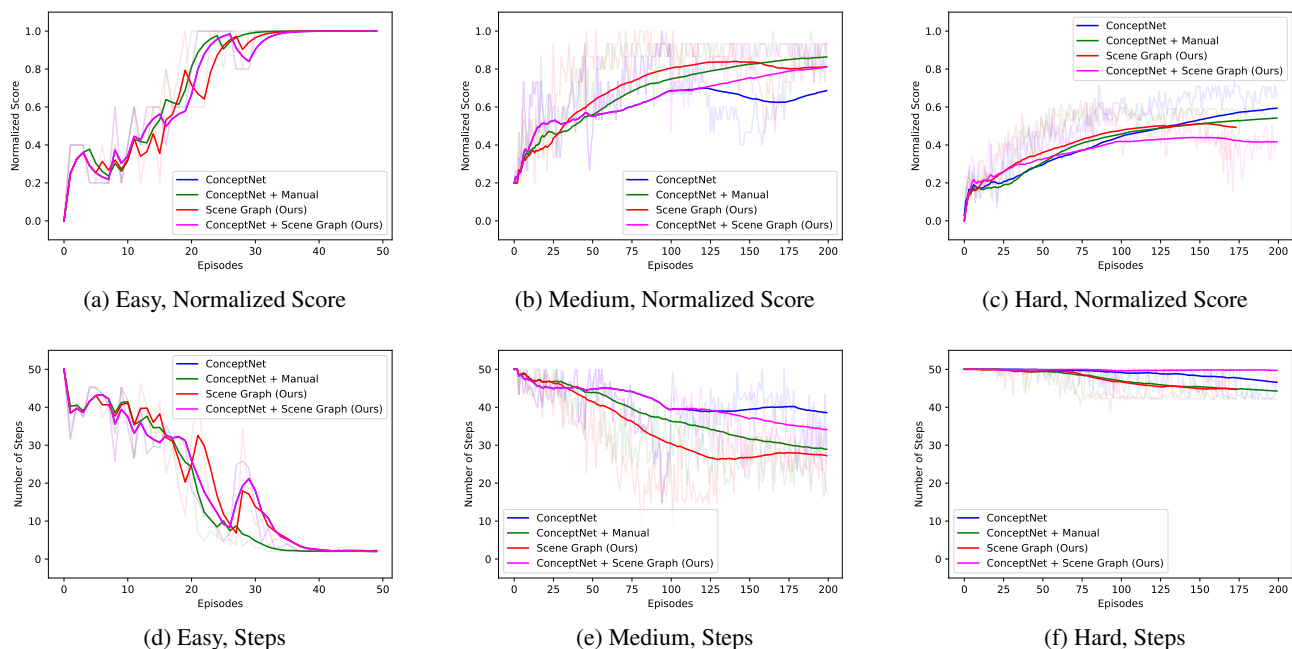 1.0
0.8
0.6
0.4
0.2
0.0
Normalized Score
0 10 20 30 40 50
Episodes
ConceptNet
ConceptNet + Manual
Scene Graph (Ours)
ConceptNet + Scene Graph (Ours)
(a) Easy, Normalized Score
1.0
0.8
0.6
0.4
0.2
0.0
Normalized Score
0 25 50 75 100 125 150 175 200
Episodes
ConceptNet
ConceptNet + Manual
Scene Graph (Ours)
ConceptNet + Scene Graph (Ours)
(b) Medium, Normalized Score
1.0
0.8
0.6
0.4
0.2
0.0
Normalized Score
0 25 50 75 100 125 150 175 200
Episodes
ConceptNet
ConceptNet + Manual
Scene Graph (Ours)
ConceptNet + Scene Graph (Ours)
(c) Hard, Normalized Score
50
40
30
20
10
0
Number of Steps
0 10 20 30 40 50
Episodes
ConceptNet
ConceptNet + Manual
Scene Graph (Ours)
ConceptNet + Scene Graph (Ours)
(d) Easy, Steps
50
40
30
20
10
0
Number of Steps
0 25 50 75 100 125 150 175 200
Episodes
ConceptNet
ConceptNet + Manual
Scene Graph (Ours)
ConceptNet + Scene Graph (Ours)
(e) Medium, Steps
50
40
30
20
10
0
Number of Steps
0 25 50 75 100 125 150 175 200
Episodes
ConceptNet
ConceptNet + Manual
Scene Graph (Ours)
ConceptNet + Scene Graph (Ours)
(f) Hard, Steps